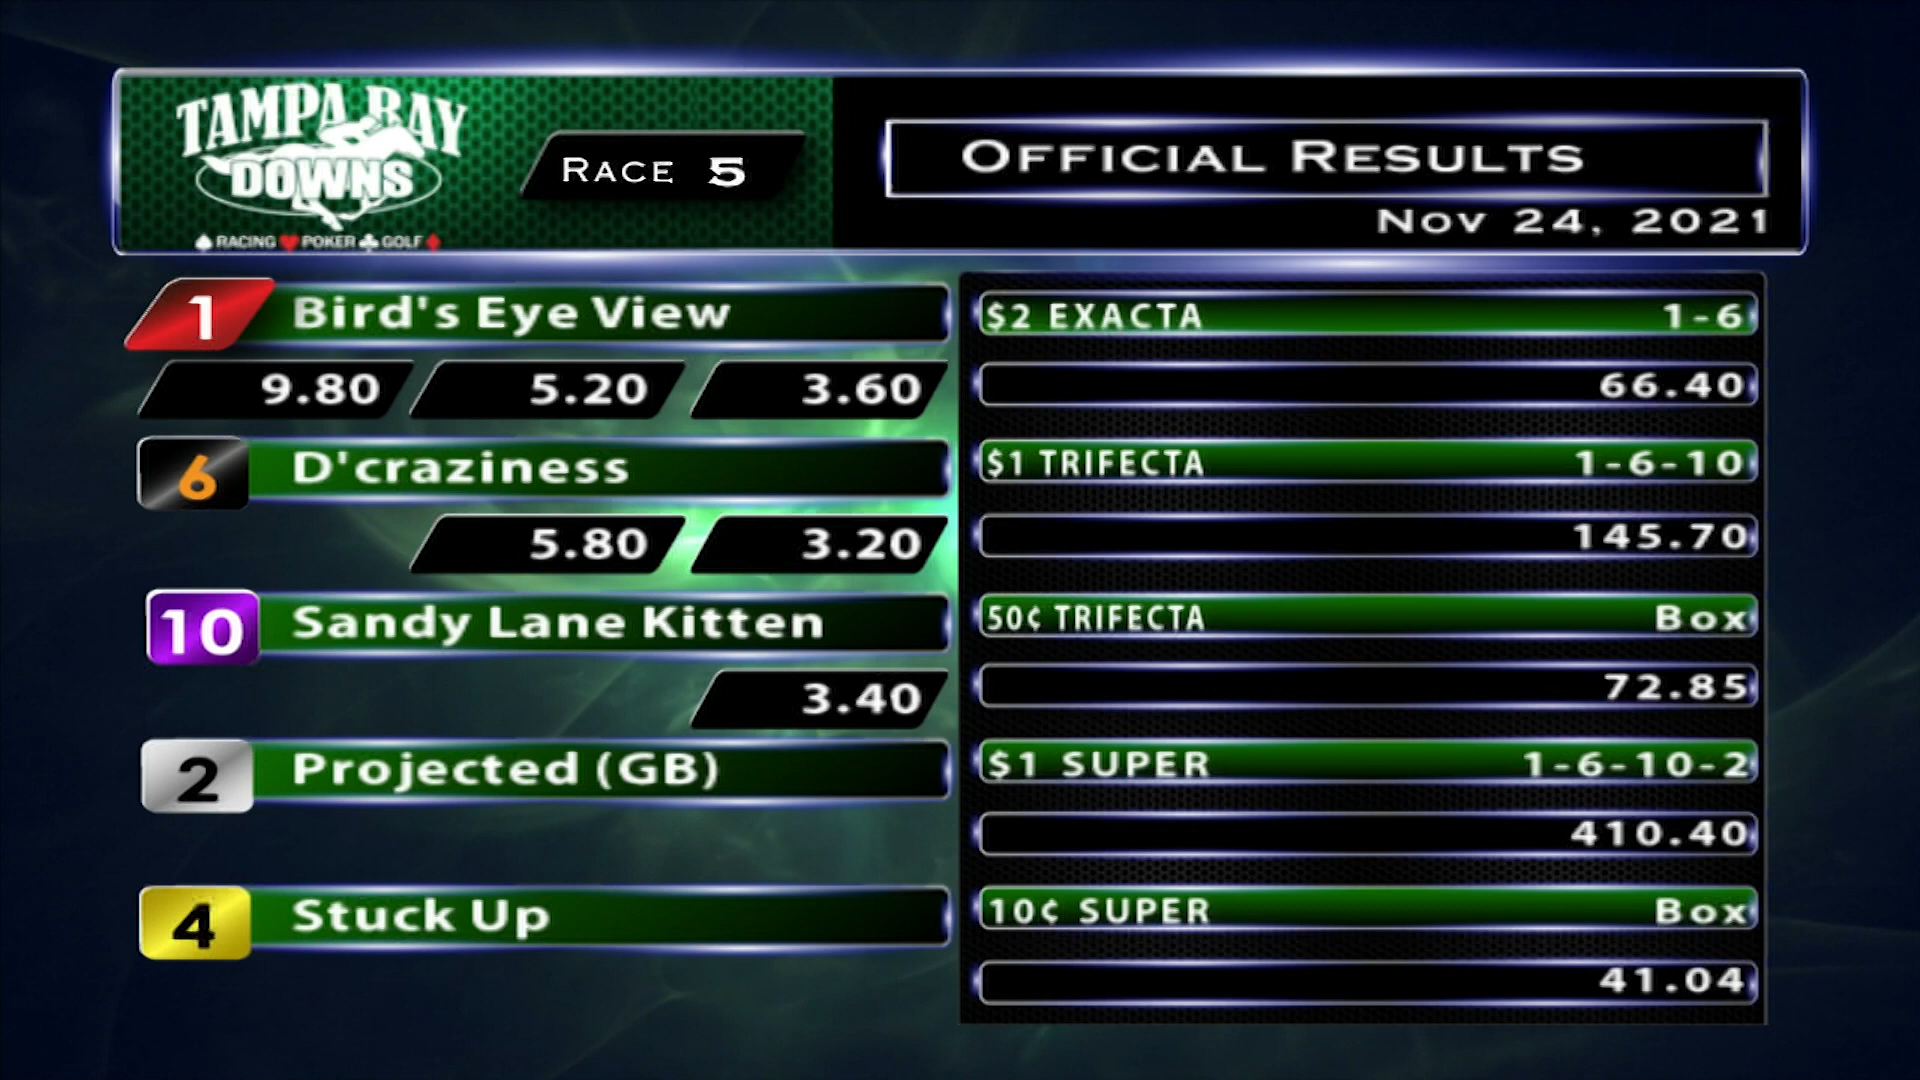 TAMPA BAY
DOWNS
RACING POKER GOLF
RACE 5
OFFICIAL RESULTS
NOV 24, 2021
1 Bird's Eye View
9.80 5.20 3.60
6 D'craziness
5.80 3.20
10 Sandy Lane Kitten
3.40
2 Projected (GB)
4 Stuck Up
$2 EXACTA 1-6
66.40
$1 TRIFECTA 1-6-10
145.70
50¢ TRIFECTA Box
72.85
$1 SUPER 1-6-10-2
410.40
10¢ SUPER Box
41.04